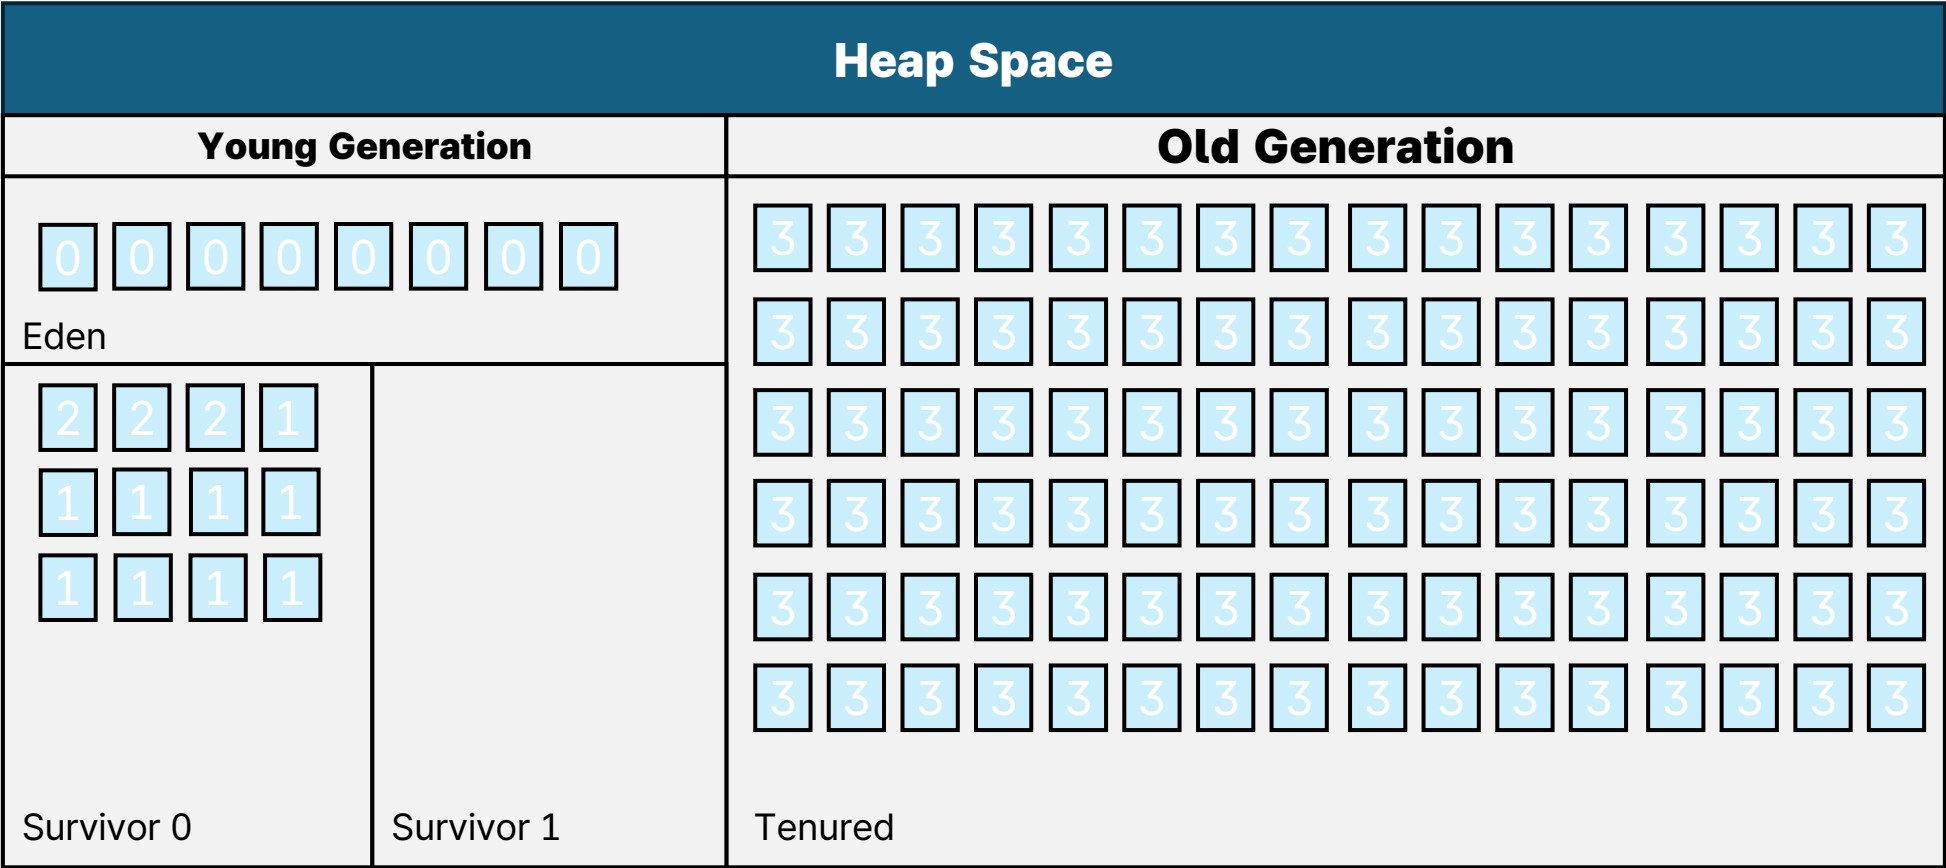 Heap Space
Young Generation
0 0 0 0 0 0 0 0
Eden
2 2 2 1
1 1 1 1
1 1 1 1
Survivor 0
Survivor 1
Old Generation
3 3 3 3 3 3 3 3 3 3 3 3 3 3 3 3
3 3 3 3 3 3 3 3 3 3 3 3 3 3 3 3
3 3 3 3 3 3 3 3 3 3 3 3 3 3 3 3
3 3 3 3 3 3 3 3 3 3 3 3 3 3 3 3
3 3 3 3 3 3 3 3 3 3 3 3 3 3 3 3
3 3 3 3 3 3 3 3 3 3 3 3 3 3 3 3
Tenured